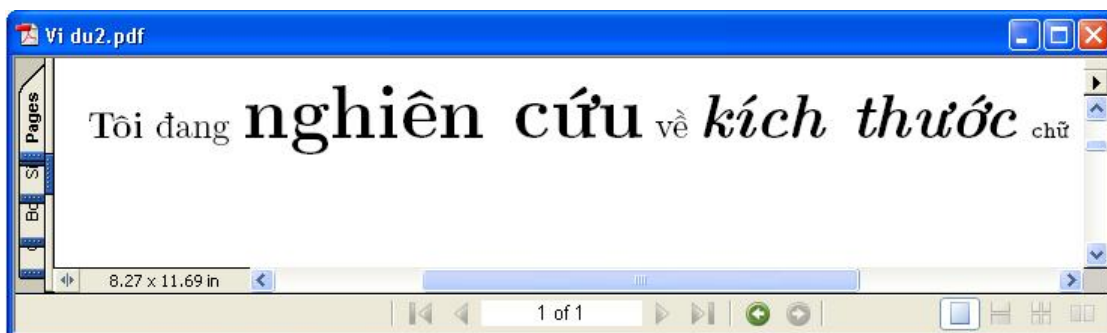 Vi du2.pdf
Pages
Tôi đang nghiên cứu về kích thước chữ
8.27 x 11.69 in
1 of 1